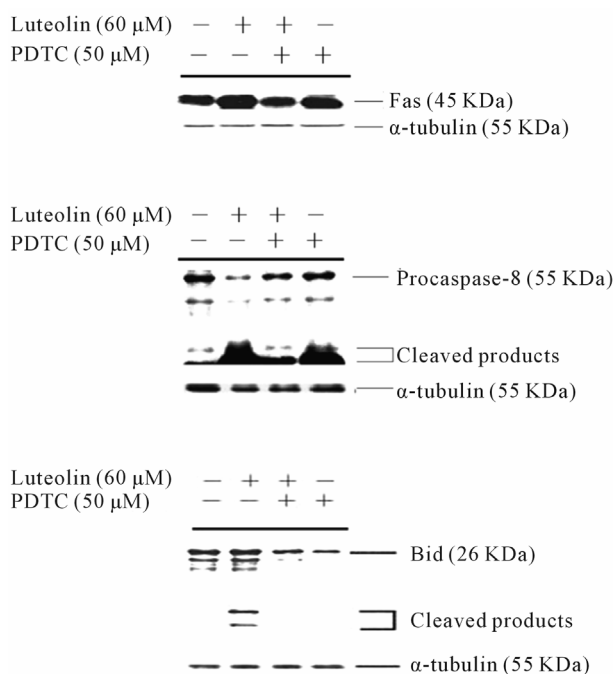 Luteolin (60 μM) – + + –
PDTC (50 μM) – – + +
Fas (45 KDa)
α-tubulin (55 KDa)
Luteolin (60 μM) – + + –
PDTC (50 μM) – – + +
Procaspase-8 (55 KDa)
Cleaved products
α-tubulin (55 KDa)
Luteolin (60 μM) – + + –
PDTC (50 μM) – – + +
Bid (26 KDa)
Cleaved products
α-tubulin (55 KDa)